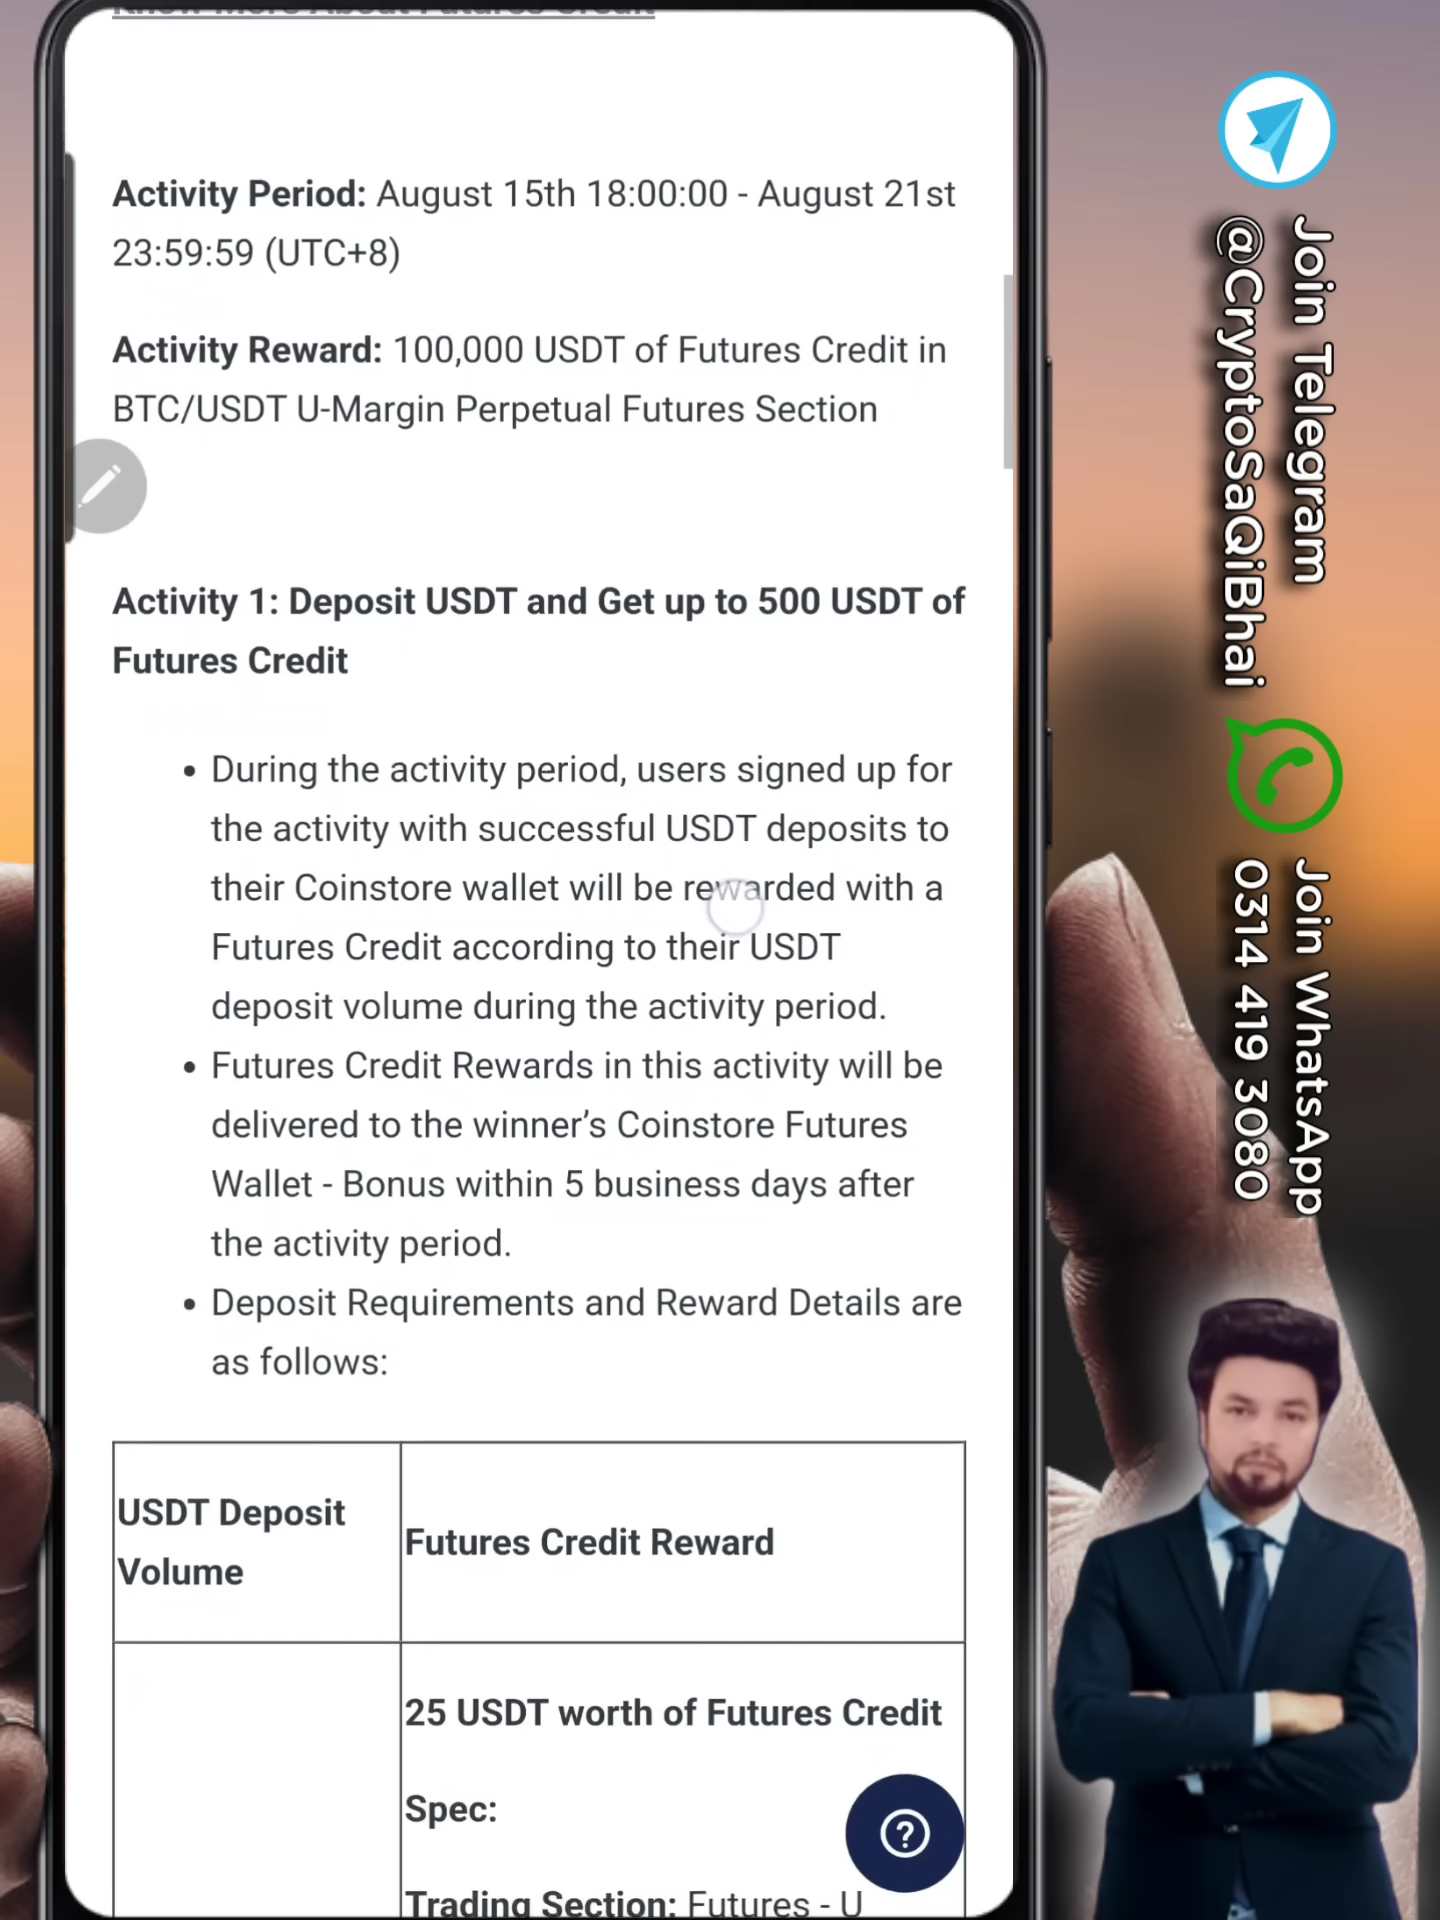 Know More About Futures Credit
Activity Period: August 15th 18:00:00 - August 21st
23:59:59 (UTC+8)
Activity Reward: 100,000 USDT of Futures Credit in
BTC/USDT U-Margin Perpetual Futures Section
Activity 1: Deposit USDT and Get up to 500 USDT of
Futures Credit
• During the activity period, users signed up for
the activity with successful USDT deposits to
their Coinstore wallet will be rewarded with a
Futures Credit according to their USDT
deposit volume during the activity period.
• Futures Credit Rewards in this activity will be
delivered to the winner’s Coinstore Futures
Wallet - Bonus within 5 business days after
the activity period.
• Deposit Requirements and Reward Details are
as follows:
USDT Deposit
Volume
Futures Credit Reward
25 USDT worth of Futures Credit
Spec:
Trading Section: Futures - U
Join Telegram
@CryptoSaQiBhai
Join WhatsApp
0314 419 3080